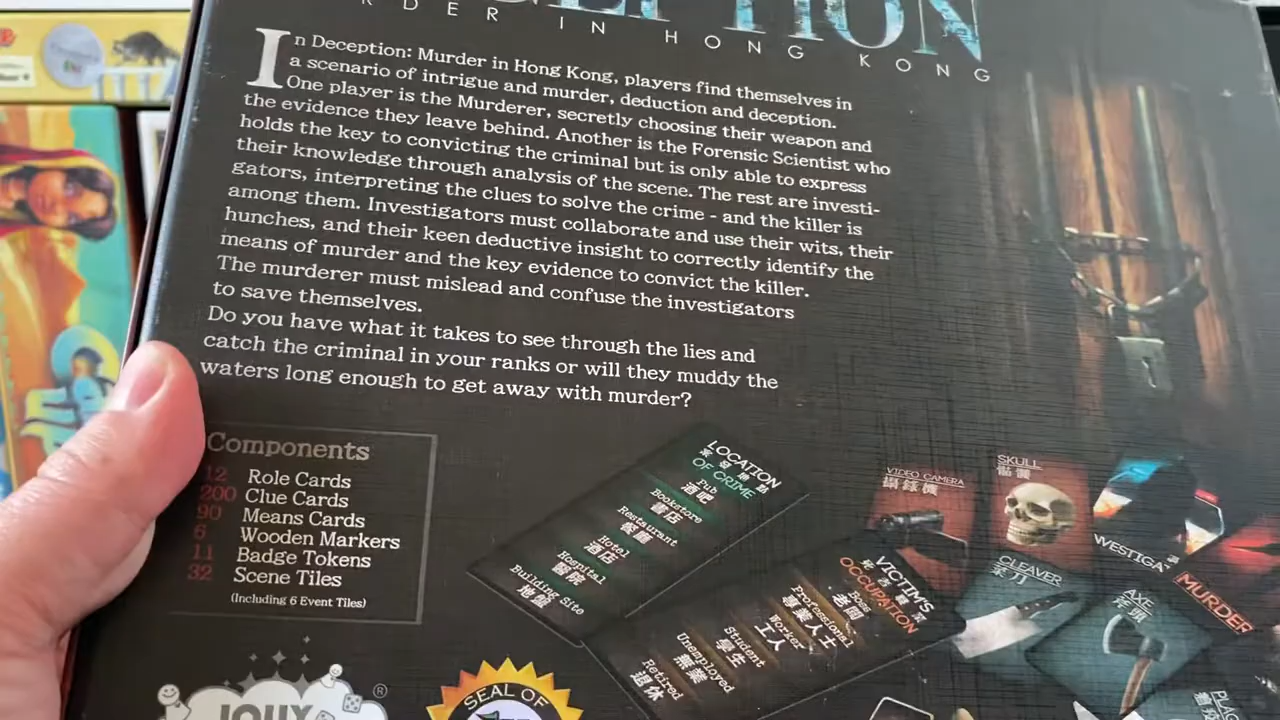 DER IN HONG KONG
In Deception: Murder in Hong Kong, players find themselves in
a scenario of intrigue and murder, deduction and deception.
One player is the Murderer, secretly choosing their weapon and
the evidence they leave behind. Another is the Forensic Scientist who
holds the key to convicting the criminal but is only able to express
their knowledge through analysis of the scene. The rest are investi-
gators, interpreting the clues to solve the crime - and the killer is
among them. Investigators must collaborate and use their wits, their
hunches, and their keen deductive insight to correctly identify the
means of murder and the key evidence to convict the killer.
The murderer must mislead and confuse the investigators
to save themselves.
Do you have what it takes to see through the lies and
catch the criminal in your ranks or will they muddy the
waters long enough to get away with murder?
Components
12 Role Cards
200 Clue Cards
90 Means Cards
6 Wooden Markers
11 Badge Tokens
32 Scene Tiles
(Including 6 Event Tiles)
LOCATION
OF CRIME
Pub
酒吧
Bookstore
書店
Restaurant
餐廳
Hotel
酒店
Hospital
醫院
Building Site
地盤
VICTIM'S
OCCUPATION
Boss
老闆
Professional
專業人士
Worker
工人
Student
學生
Unemployed
無業
Retired
退休
VIDEO CAMERA
攝錄機
SKULL
骷髏
CLEAVER
菜刀
AXE
斧頭
MURDER
JOLLY
®
SEAL OF